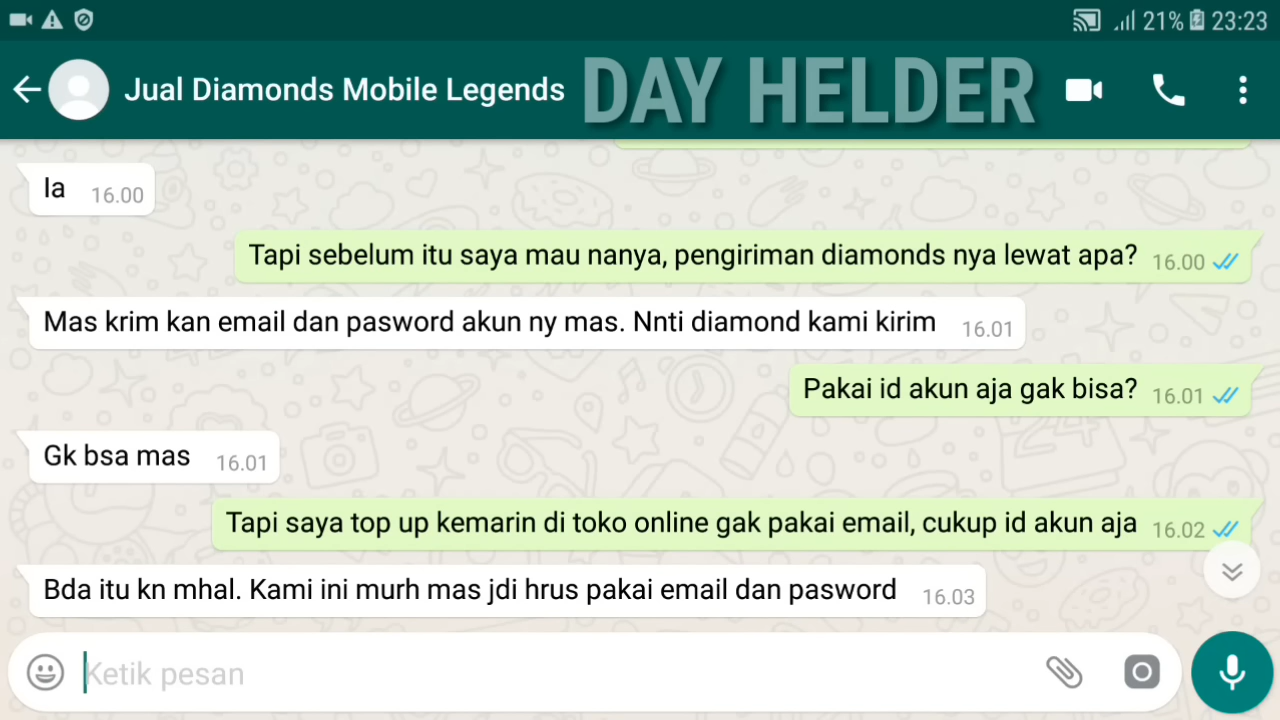 21% 23:23
Jual Diamonds Mobile Legends DAY HELDER
Ia 16.00
Tapi sebelum itu saya mau nanya, pengiriman diamonds nya lewat apa? 16.00
Mas krim kan email dan pasword akun ny mas. Nnti diamond kami kirim 16.01
Pakai id akun aja gak bisa? 16.01
Gk bsa mas 16.01
Tapi saya top up kemarin di toko online gak pakai email, cukup id akun aja 16.02
Bda itu kn mhal. Kami ini murh mas jdi hrus pakai email dan pasword 16.03
Ketik pesan